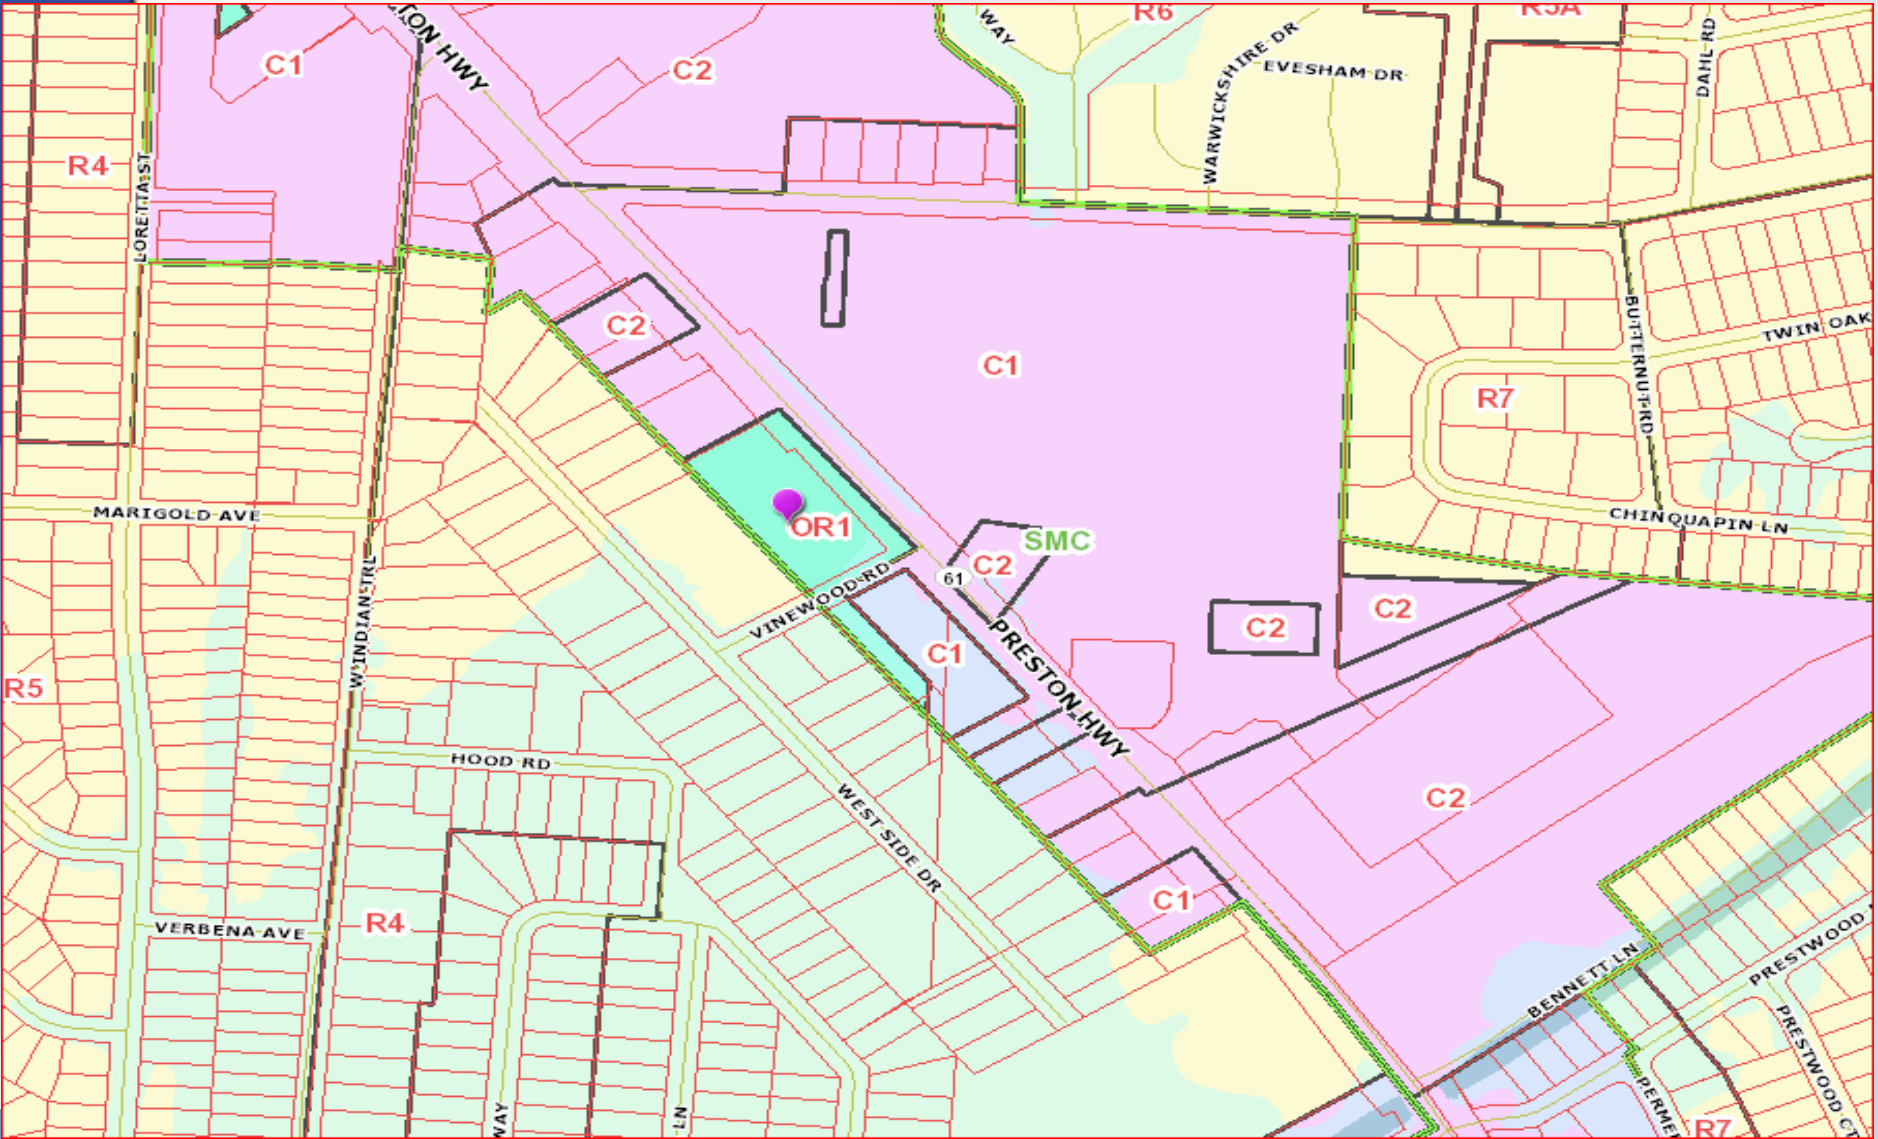 TON HWY
WAY
R6
R5A
DAHL RD
C1
C2
WARWICKSHIRE DR
EVESHAM DR
R4
LORETTA ST
C2
C1
BUTTERNUT RD
TWIN OAK
R7
MARIGOLD AVE
OR1
CHINQUAPIN LN
SMC
C2
61
VINEWOOD RD
C2
C2
W INDIAN TRL
C1
PRESTON HWY
R5
HOOD RD
WEST SIDE DR
C2
C1
VERBENA AVE
R4
BENNETT LN
PRESTWOOD
PRESTWOOD CT
PERME
WAY
LN
R7